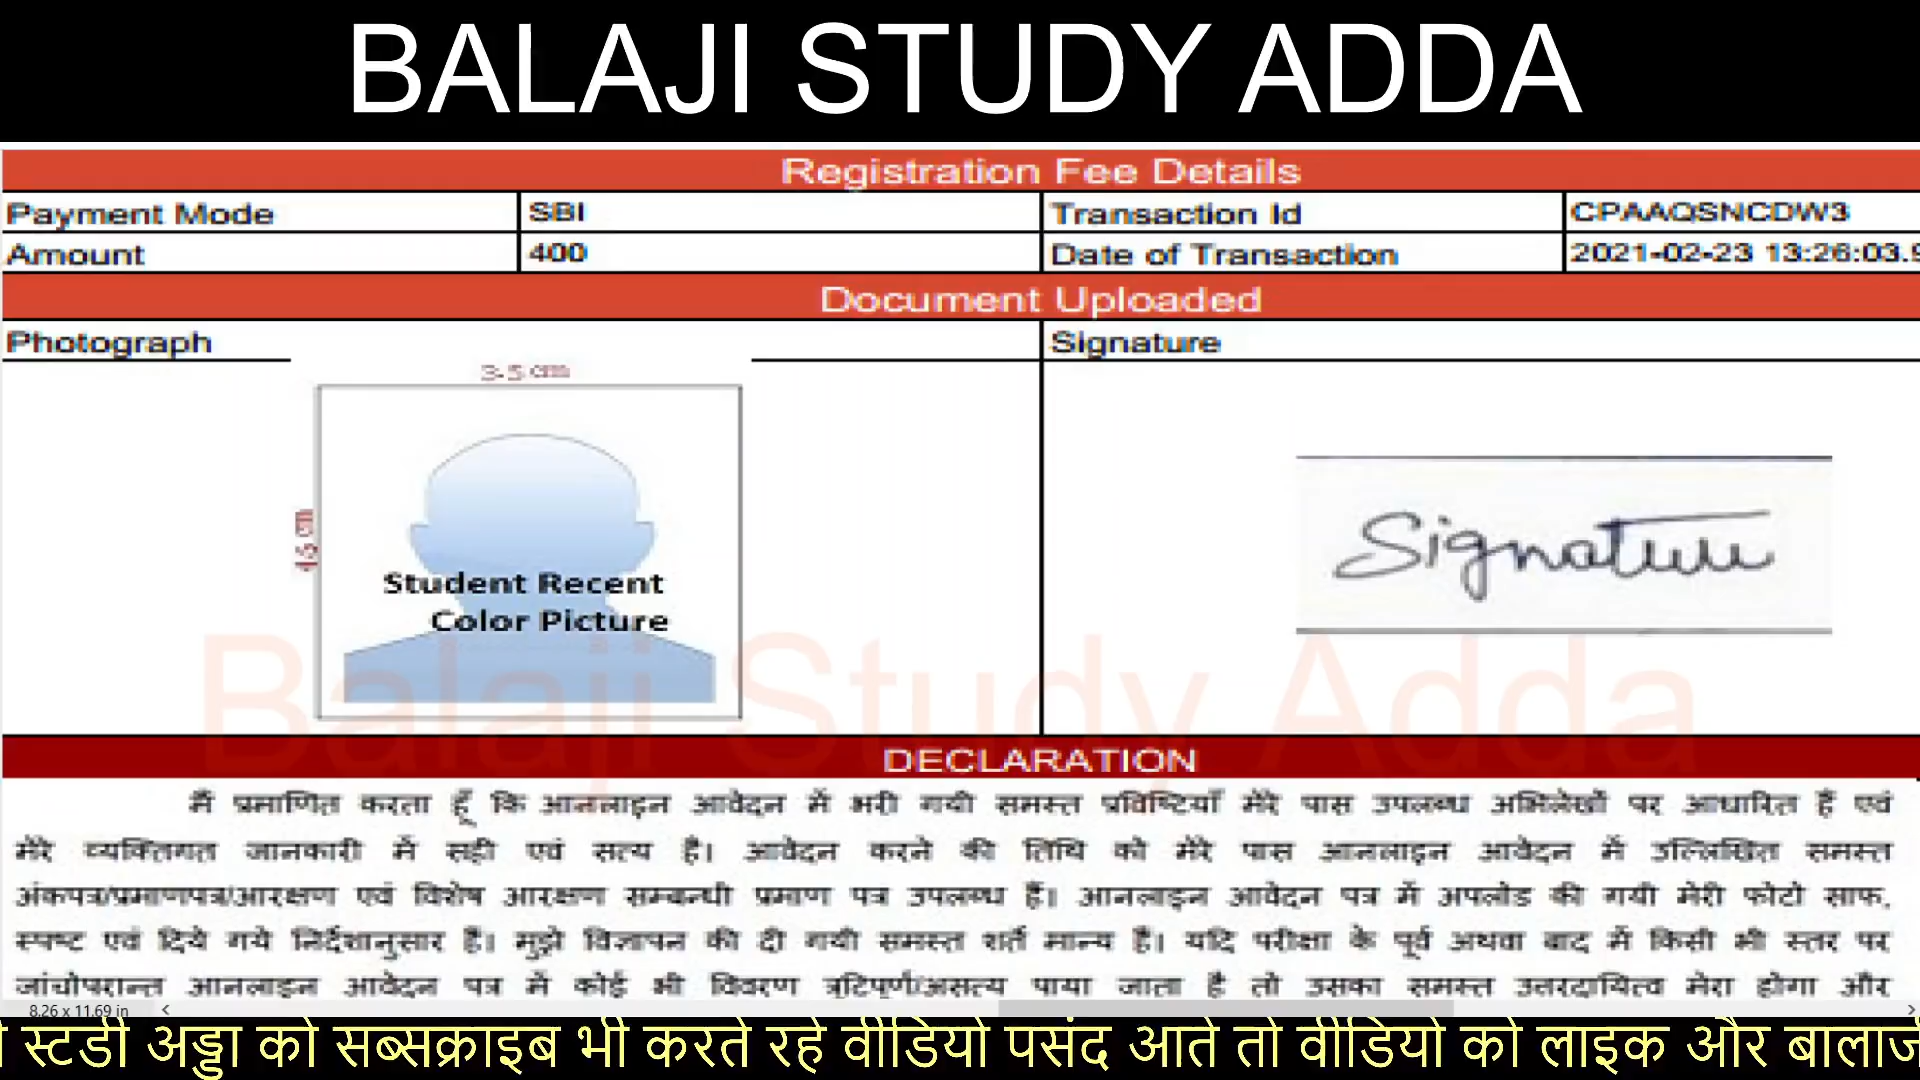 BALAJI STUDY ADDA
Registration Fee Details
Payment Mode SBI Transaction Id CPAAQSNCDW3
Amount 400 Date of Transaction 2021-02-23 13:26:03.9
Document Uploaded
Photograph Signature
3.5 cm
4.5 cm
Student Recent
Color Picture
Signature
Balaji Study Adda
DECLARATION
मैं प्रमाणित करता हूँ कि आनलाइन आवेदन में भरी गयी समस्त प्रविष्टियाँ मेरे पास उपलब्ध अभिलेखों पर आधारित है एवं
मेरे व्यक्तिगत जानकारी में सही एवं सत्य है। आवेदन करने की तिथि को मेरे पास आनलाइन आवेदन में उल्लिखित समस्त
अंकपत्र/प्रमाणपत्र/आरक्षण एवं विशेष आरक्षण सम्बन्धी प्रमाण पत्र उपलब्ध हैं। आनलाइन आवेदन पत्र में अपलोड की गयी मेरी फोटो साफ,
स्पष्ट एवं दिये गये निर्देशानुसार है। मुझे विज्ञापन की दी गयी समस्त शर्ते मान्य है। यदि परीक्षा के पूर्व अथवा बाद में किसी भी स्तर पर
जांचोपरान्त आनलाइन आवेदन पत्र में कोई भी विवरण त्रुटिपूर्ण/असत्य पाया जाता है तो उसका समस्त उत्तरदायित्व मेरा होगा और
8.26 x 11.69 in
स्टडी अड्डा को सब्सक्राइब भी करते रहे वीडियो पसंद आते तो वीडियो को लाइक और बालाज